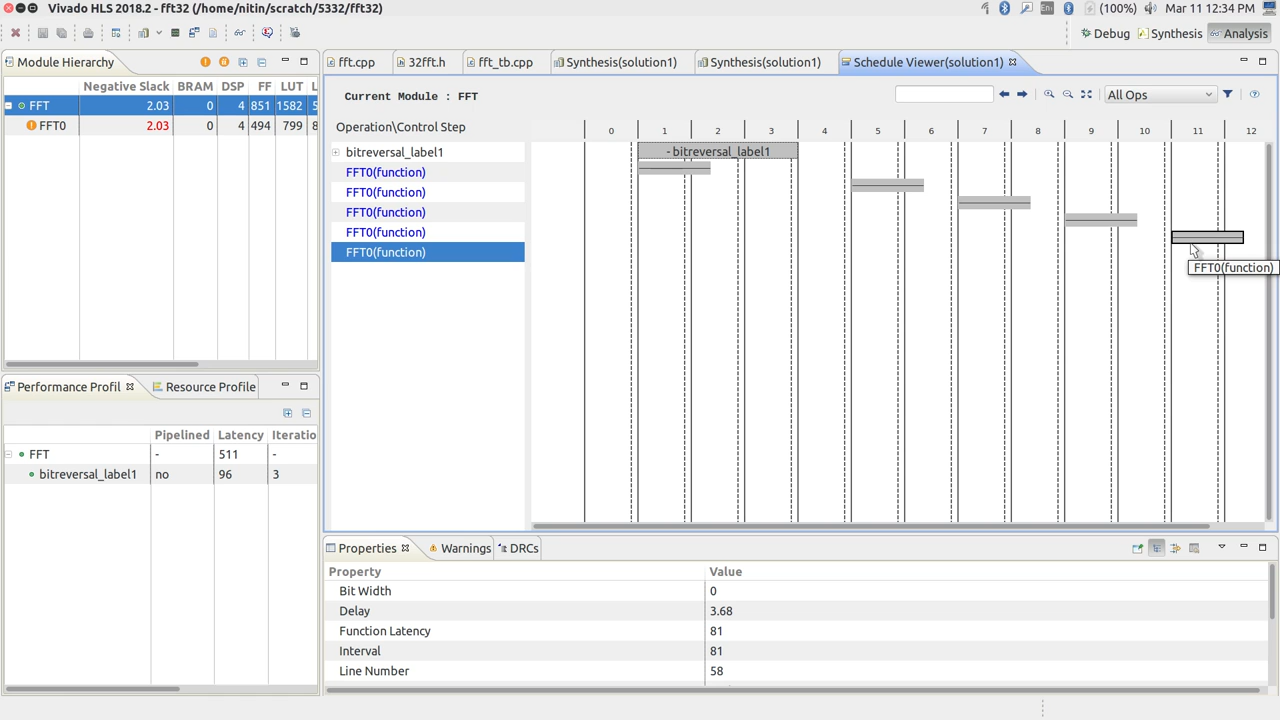 Vivado HLS 2018.2 - fft32 (/home/nitin/scratch/5332/fft32)
En (100%) Mar 11 12:34 PM
Debug Synthesis Analysis
Module Hierarchy
Negative Slack BRAM DSP FF LUT L
FFT 2.03 0 4 851 1582 5
FFT0 2.03 0 4 494 799 8
Performance Profil Resource Profile
Pipelined Latency Iteratio
FFT - 511 -
bitreversal_label1 no 96 3
fft.cpp 32fft.h fft_tb.cpp Synthesis(solution1) Synthesis(solution1) Schedule Viewer(solution1)
Current Module : FFT
All Ops
Operation\Control Step 0 1 2 3 4 5 6 7 8 9 10 11 12
bitreversal_label1 - bitreversal_label1
FFT0(function)
FFT0(function)
FFT0(function)
FFT0(function)
FFT0(function)
FFT0(function)
Properties Warnings DRCs
Property Value
Bit Width 0
Delay 3.68
Function Latency 81
Interval 81
Line Number 58